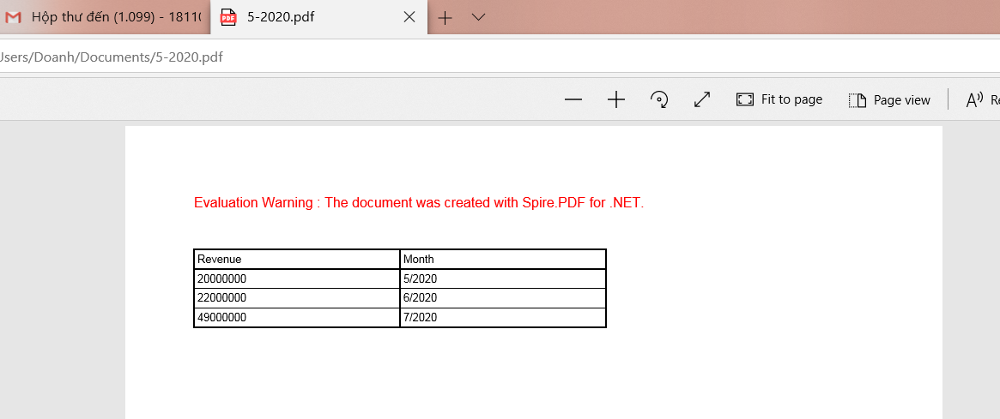 Hộp thư đến (1.099) - 1811
5-2020.pdf
Users/Doanh/Documents/5-2020.pdf
Fit to page
Page view
Evaluation Warning : The document was created with Spire.PDF for .NET.
Revenue Month
20000000 5/2020
22000000 6/2020
49000000 7/2020